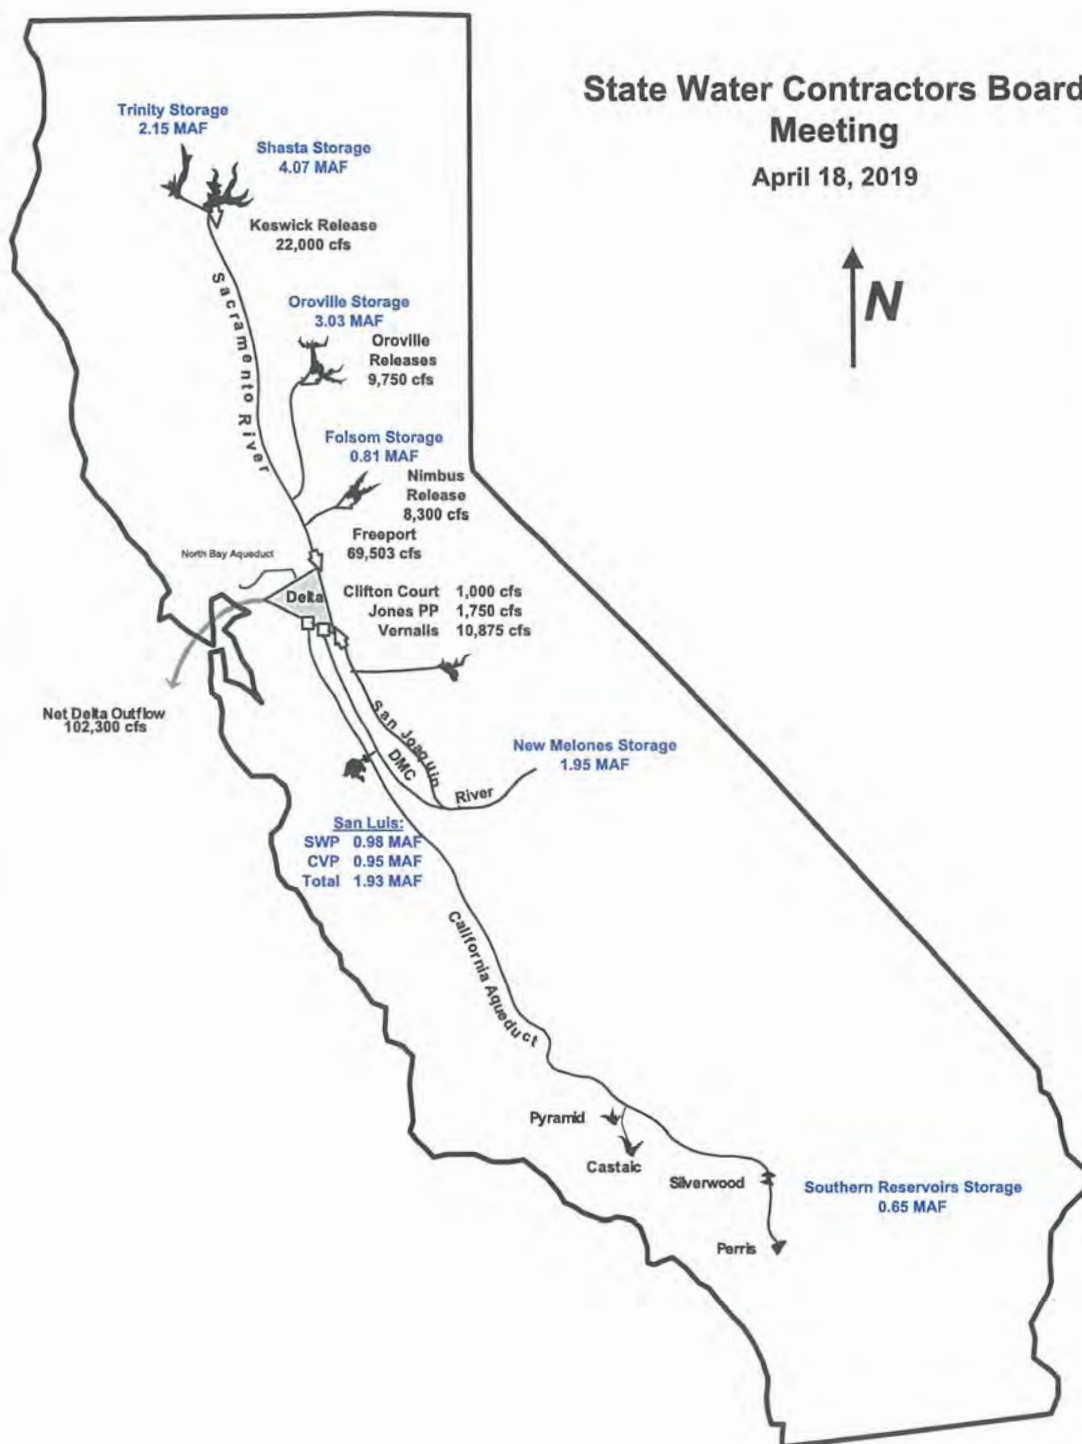 State Water Contractors Board
Meeting
April 18, 2019
N
Trinity Storage
2.15 MAF
Shasta Storage
4.07 MAF
Keswick Release
22,000 cfs
Sacramento River
Oroville Storage
3.03 MAF
Oroville
Releases
9,750 cfs
Folsom Storage
0.81 MAF
Nimbus
Release
8,300 cfs
Freeport
69,503 cfs
North Bay Aqueduct
Delta
Clifton Court 1,000 cfs
Jones PP 1,750 cfs
Vernalis 10,875 cfs
Net Delta Outflow
102,300 cfs
San Joaquin
River
DMC
New Melones Storage
1.95 MAF
San Luis:
SWP 0.98 MAF
CVP 0.95 MAF
Total 1.93 MAF
California Aqueduct
Pyramid
Castaic
Silverwood
Southern Reservoirs Storage
0.65 MAF
Perris